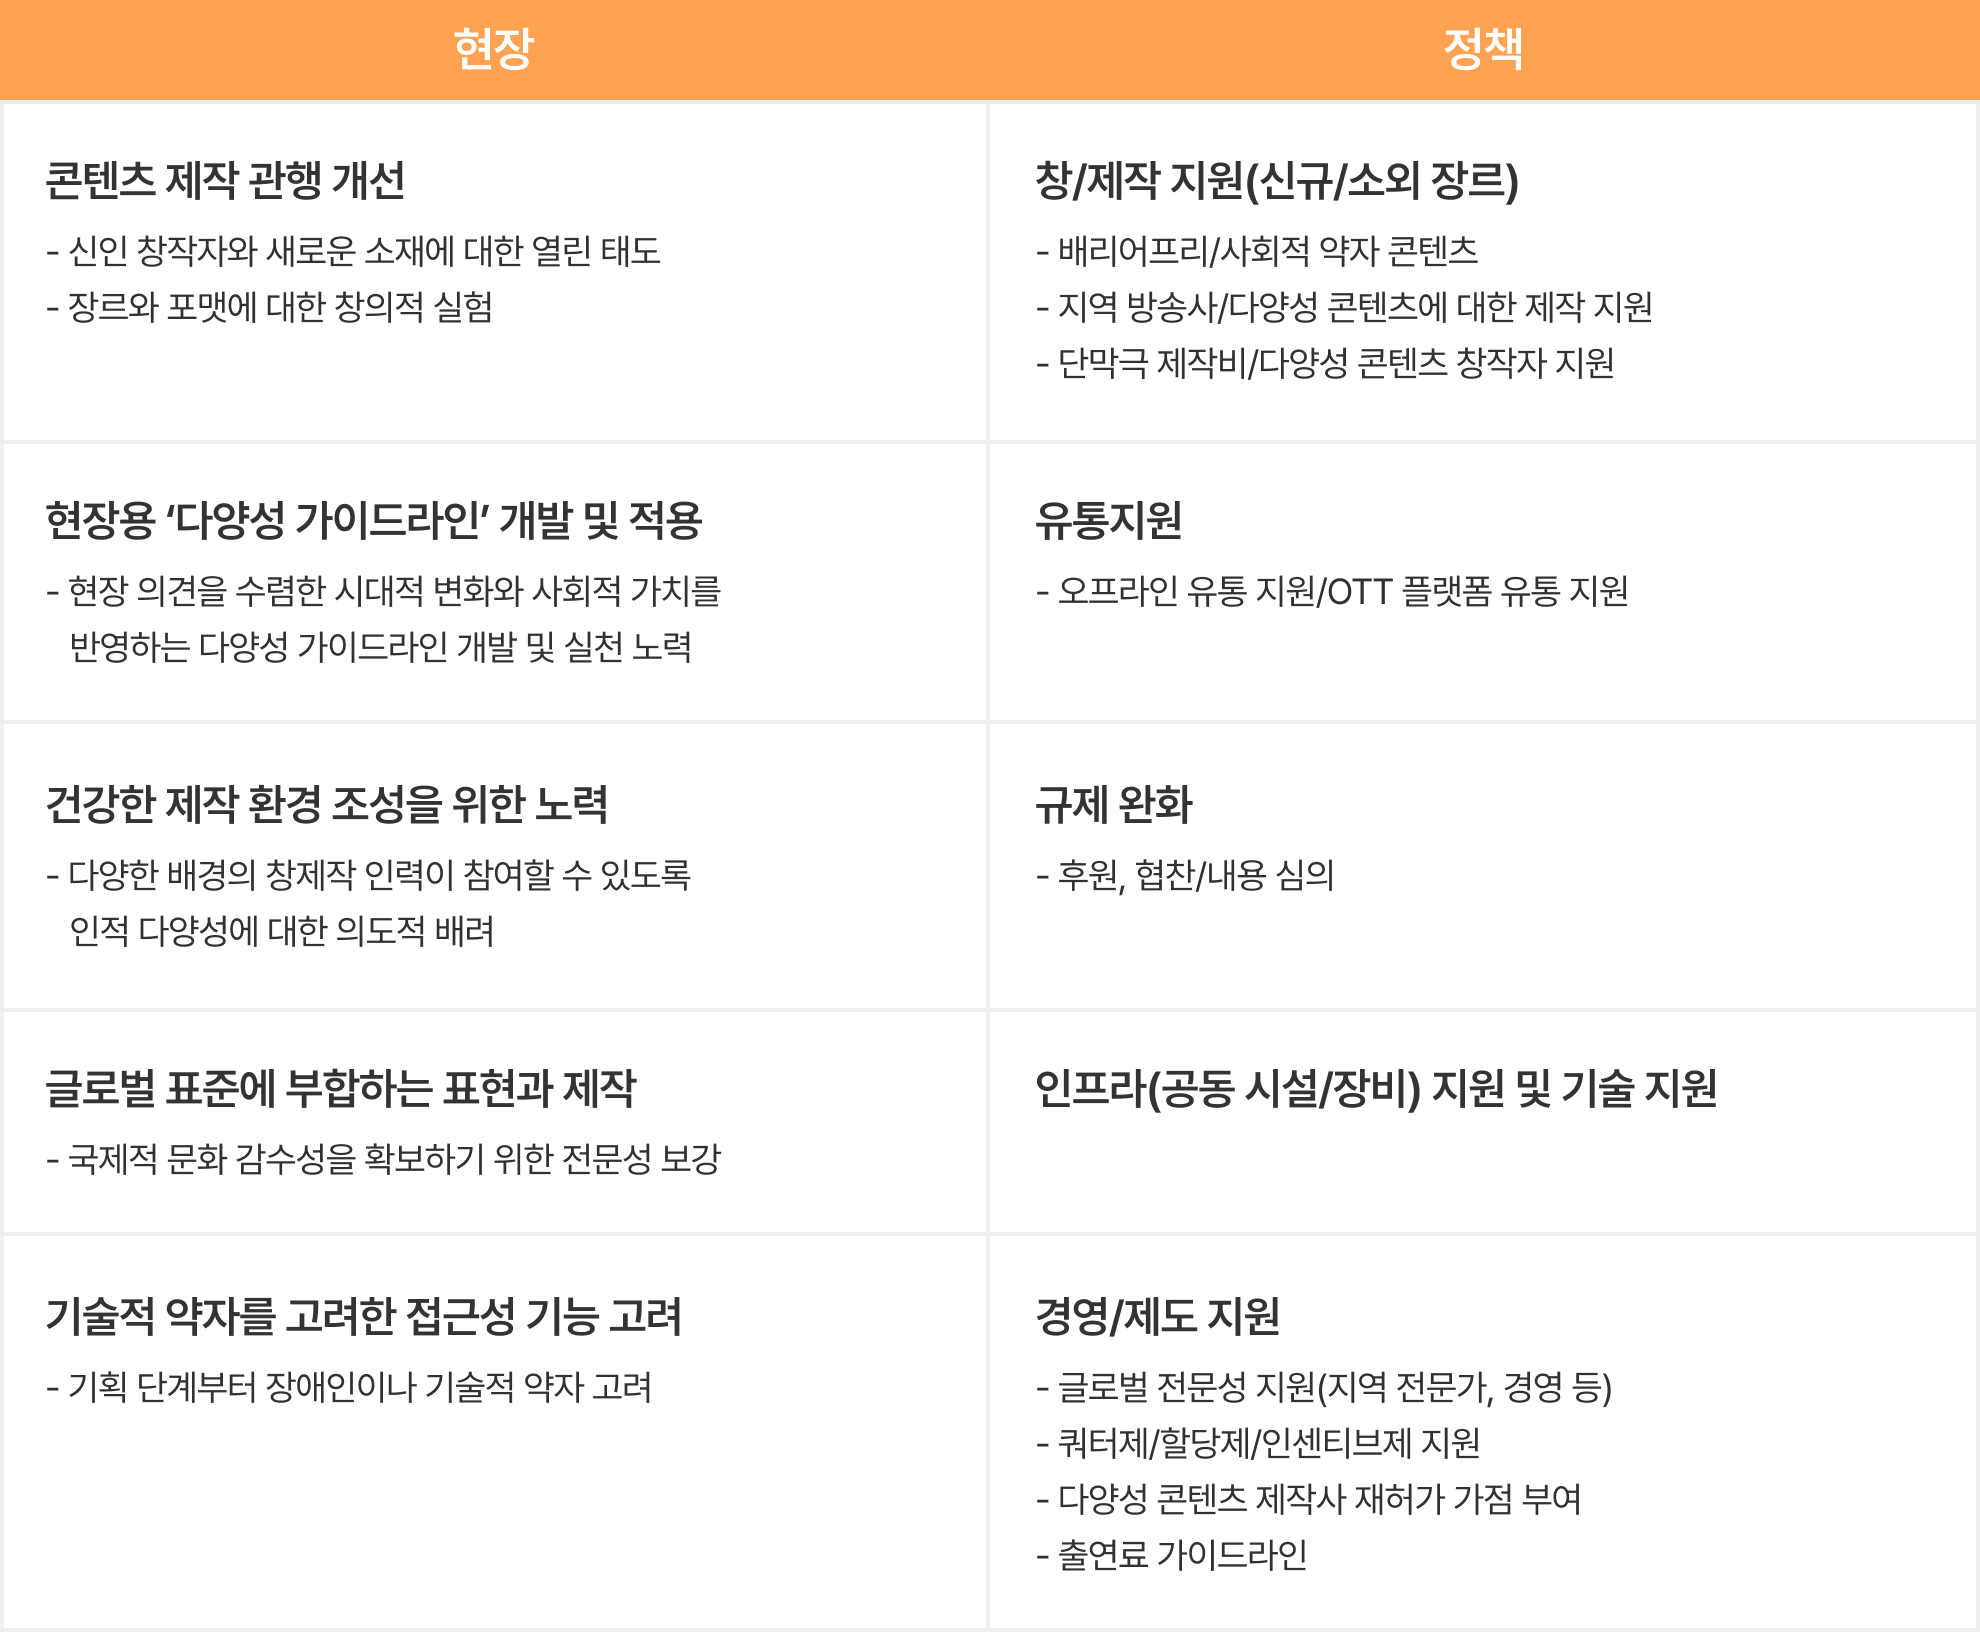 현장
정책
콘텐츠 제작 관행 개선
- 신인 창작자와 새로운 소재에 대한 열린 태도
- 장르와 포맷에 대한 창의적 실험
창/제작 지원(신규/소외 장르)
- 배리어프리/사회적 약자 콘텐츠
- 지역 방송사/다양성 콘텐츠에 대한 제작 지원
- 단막극 제작비/다양성 콘텐츠 창작자 지원
현장용 ‘다양성 가이드라인’ 개발 및 적용
- 현장 의견을 수렴한 시대적 변화와 사회적 가치를
반영하는 다양성 가이드라인 개발 및 실천 노력
유통지원
- 오프라인 유통 지원/OTT 플랫폼 유통 지원
건강한 제작 환경 조성을 위한 노력
- 다양한 배경의 창제작 인력이 참여할 수 있도록
인적 다양성에 대한 의도적 배려
규제 완화
- 후원, 협찬/내용 심의
글로벌 표준에 부합하는 표현과 제작
- 국제적 문화 감수성을 확보하기 위한 전문성 보강
인프라(공동 시설/장비) 지원 및 기술 지원
기술적 약자를 고려한 접근성 기능 고려
- 기획 단계부터 장애인이나 기술적 약자 고려
경영/제도 지원
- 글로벌 전문성 지원(지역 전문가, 경영 등)
- 쿼터제/할당제/인센티브제 지원
- 다양성 콘텐츠 제작사 재허가 가점 부여
- 출연료 가이드라인